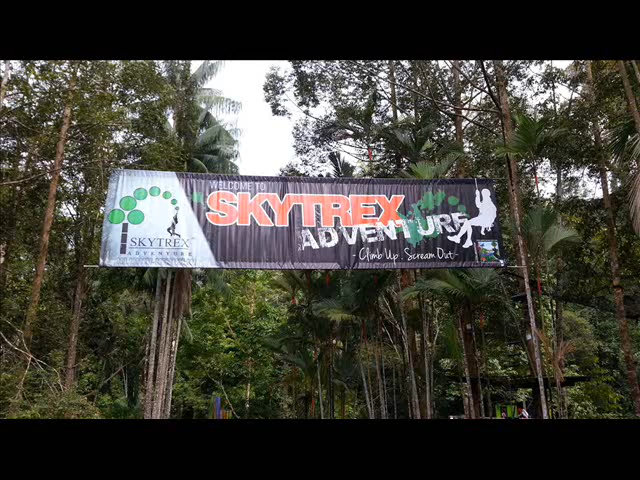 SKYTREX
ADVENTURE
WELCOME TO
SKYTREX
ADVENTURE
- Climb Up, Scream Out -